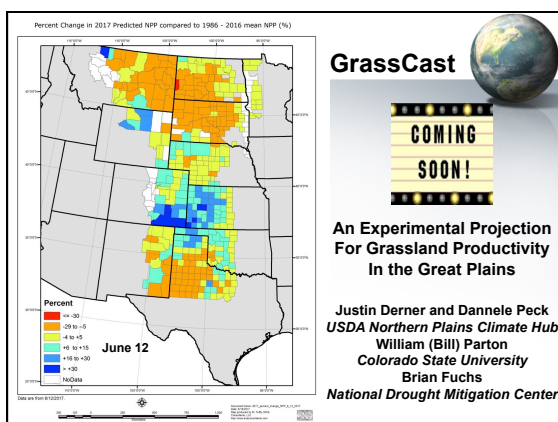 Percent Change in 2017 Predicted NPP compared to 1986 - 2016 mean NPP (%)
Percent
<= -30
-29 to -5
-4 to +5
+6 to +15
+16 to +30
> +30
NoData
June 12
Data are from 6/12/2017.
GrassCast
COMING
SOON!
An Experimental Projection
For Grassland Productivity
In the Great Plains
Justin Derner and Dannele Peck
USDA Northern Plains Climate Hub
William (Bill) Parton
Colorado State University
Brian Fuchs
National Drought Mitigation Center